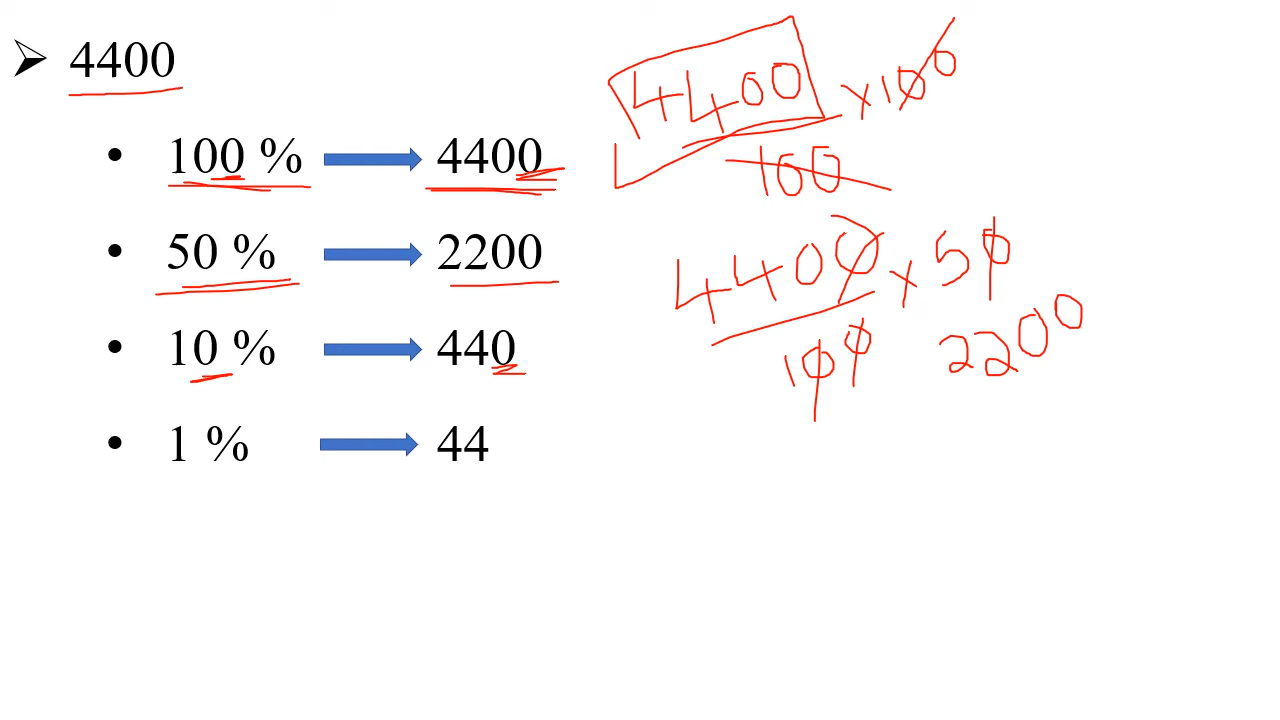 ➢ 4400
• 100 % 4400
• 50 % 2200
• 10 % 440
• 1 % 44
4400 × 100
100
4400 × 50
100
2200